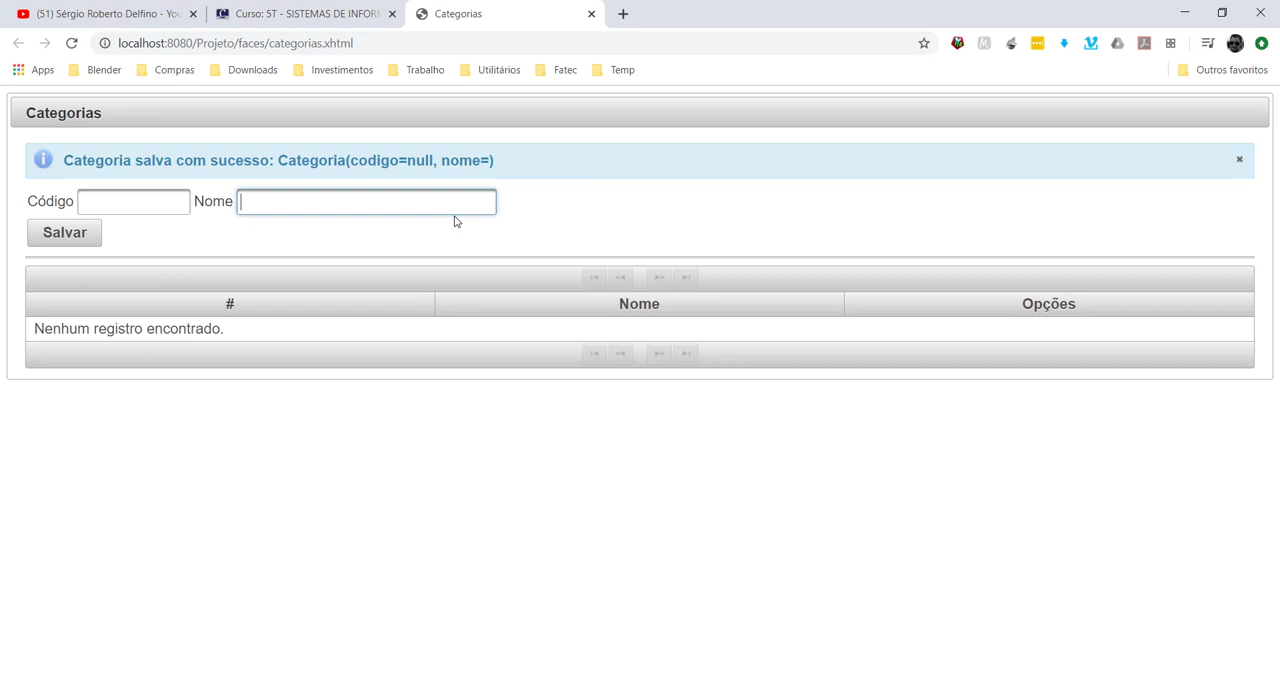 (51) Sérgio Roberto Delfino - You
Curso: 5T - SISTEMAS DE INFOR
Categorias
localhost:8080/Projeto/faces/categorias.xhtml
Apps Blender Compras Downloads Investimentos Trabalho Utilitários Fatec Temp Outros favoritos
Categorias
Categoria salva com sucesso: Categoria(codigo=null, nome=)
Código Nome
Salvar
# Nome Opções
Nenhum registro encontrado.